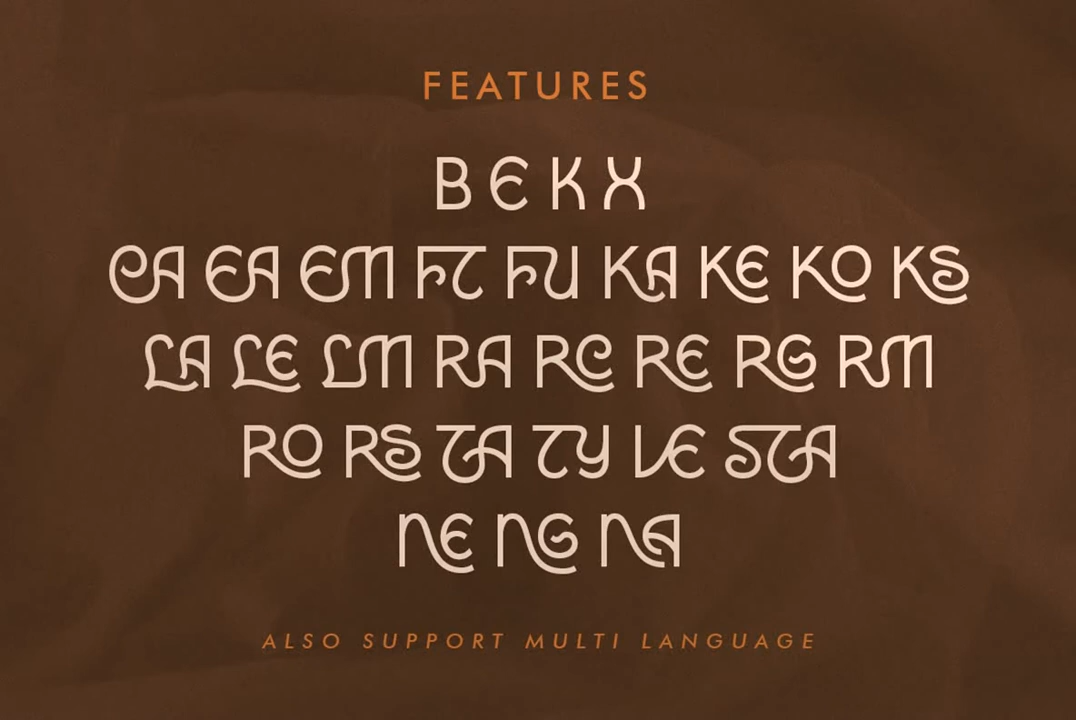 FEATURES
B E K X
CA EA EM FT FU KA KE KO KS
LA LE LM RA RC RE RG RM
RO RS TA TY VE STA
NE NG NA
ALSO SUPPORT MULTI LANGUAGE